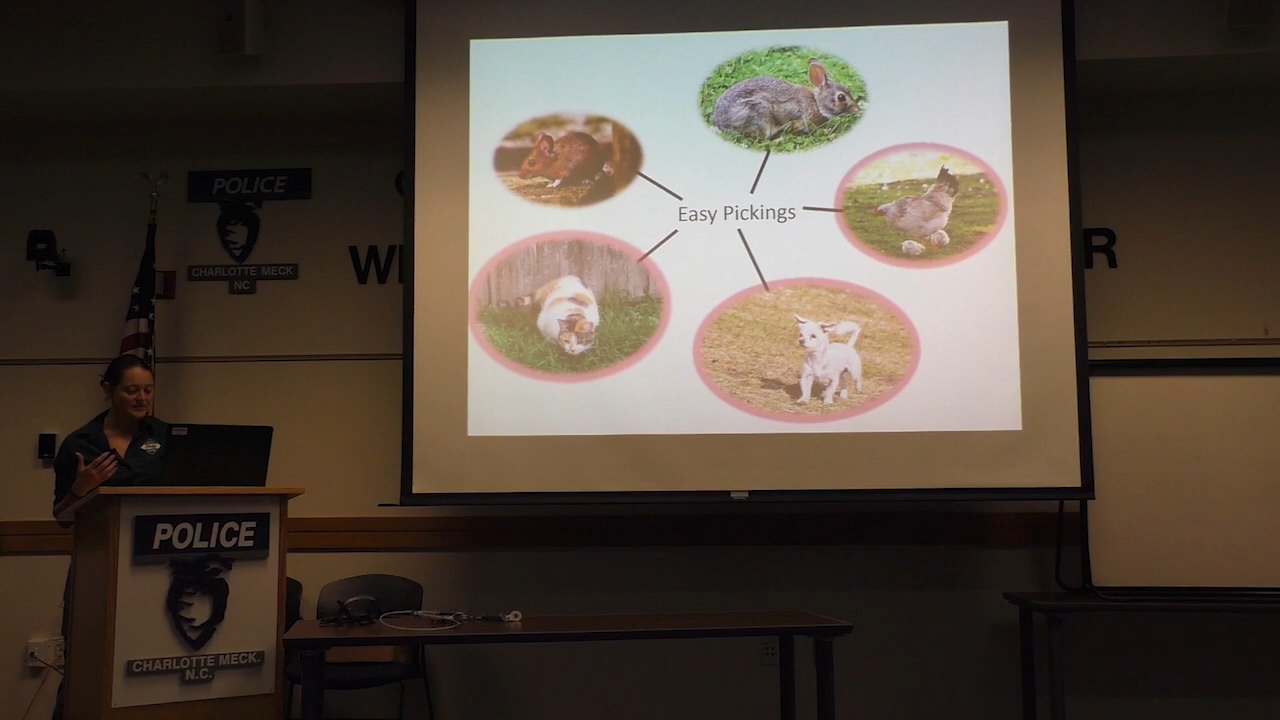 POLICE
CHARLOTTE MECK
NC
Easy Pickings
POLICE
CHARLOTTE MECK.
N.C.